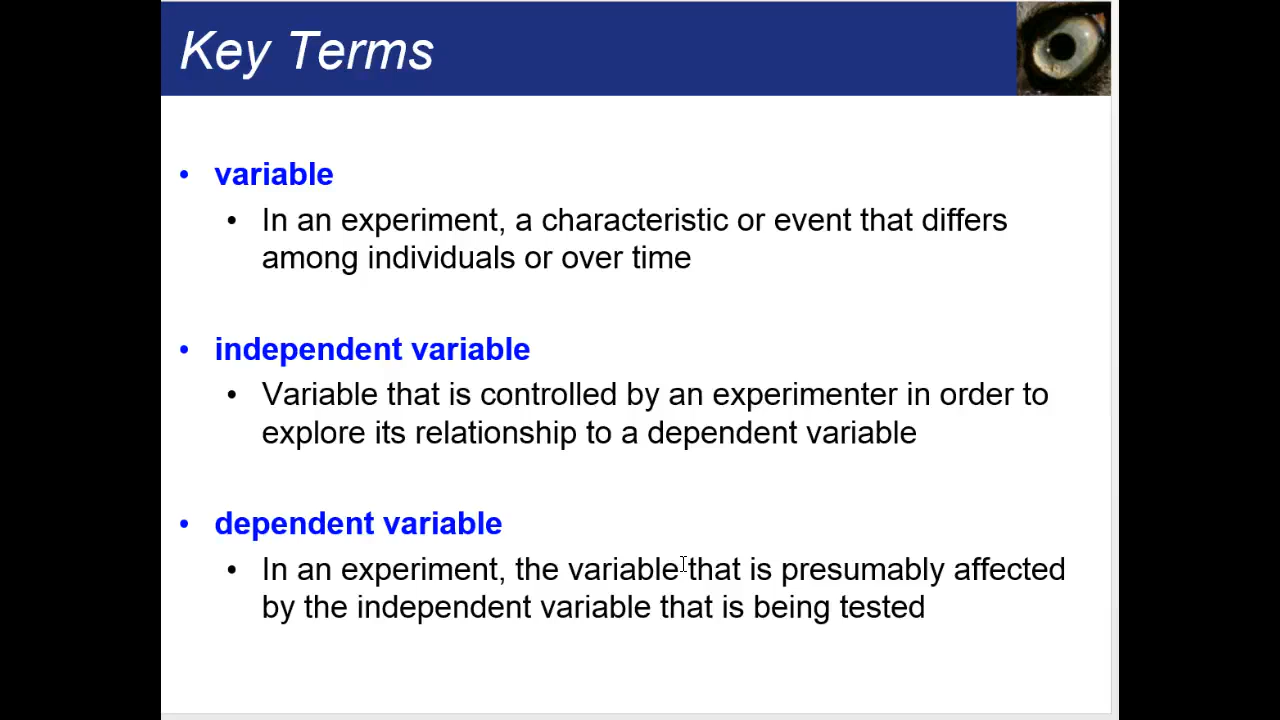 Key Terms
• variable
• In an experiment, a characteristic or event that differs
among individuals or over time
• independent variable
• Variable that is controlled by an experimenter in order to
explore its relationship to a dependent variable
• dependent variable
• In an experiment, the variable that is presumably affected
by the independent variable that is being tested